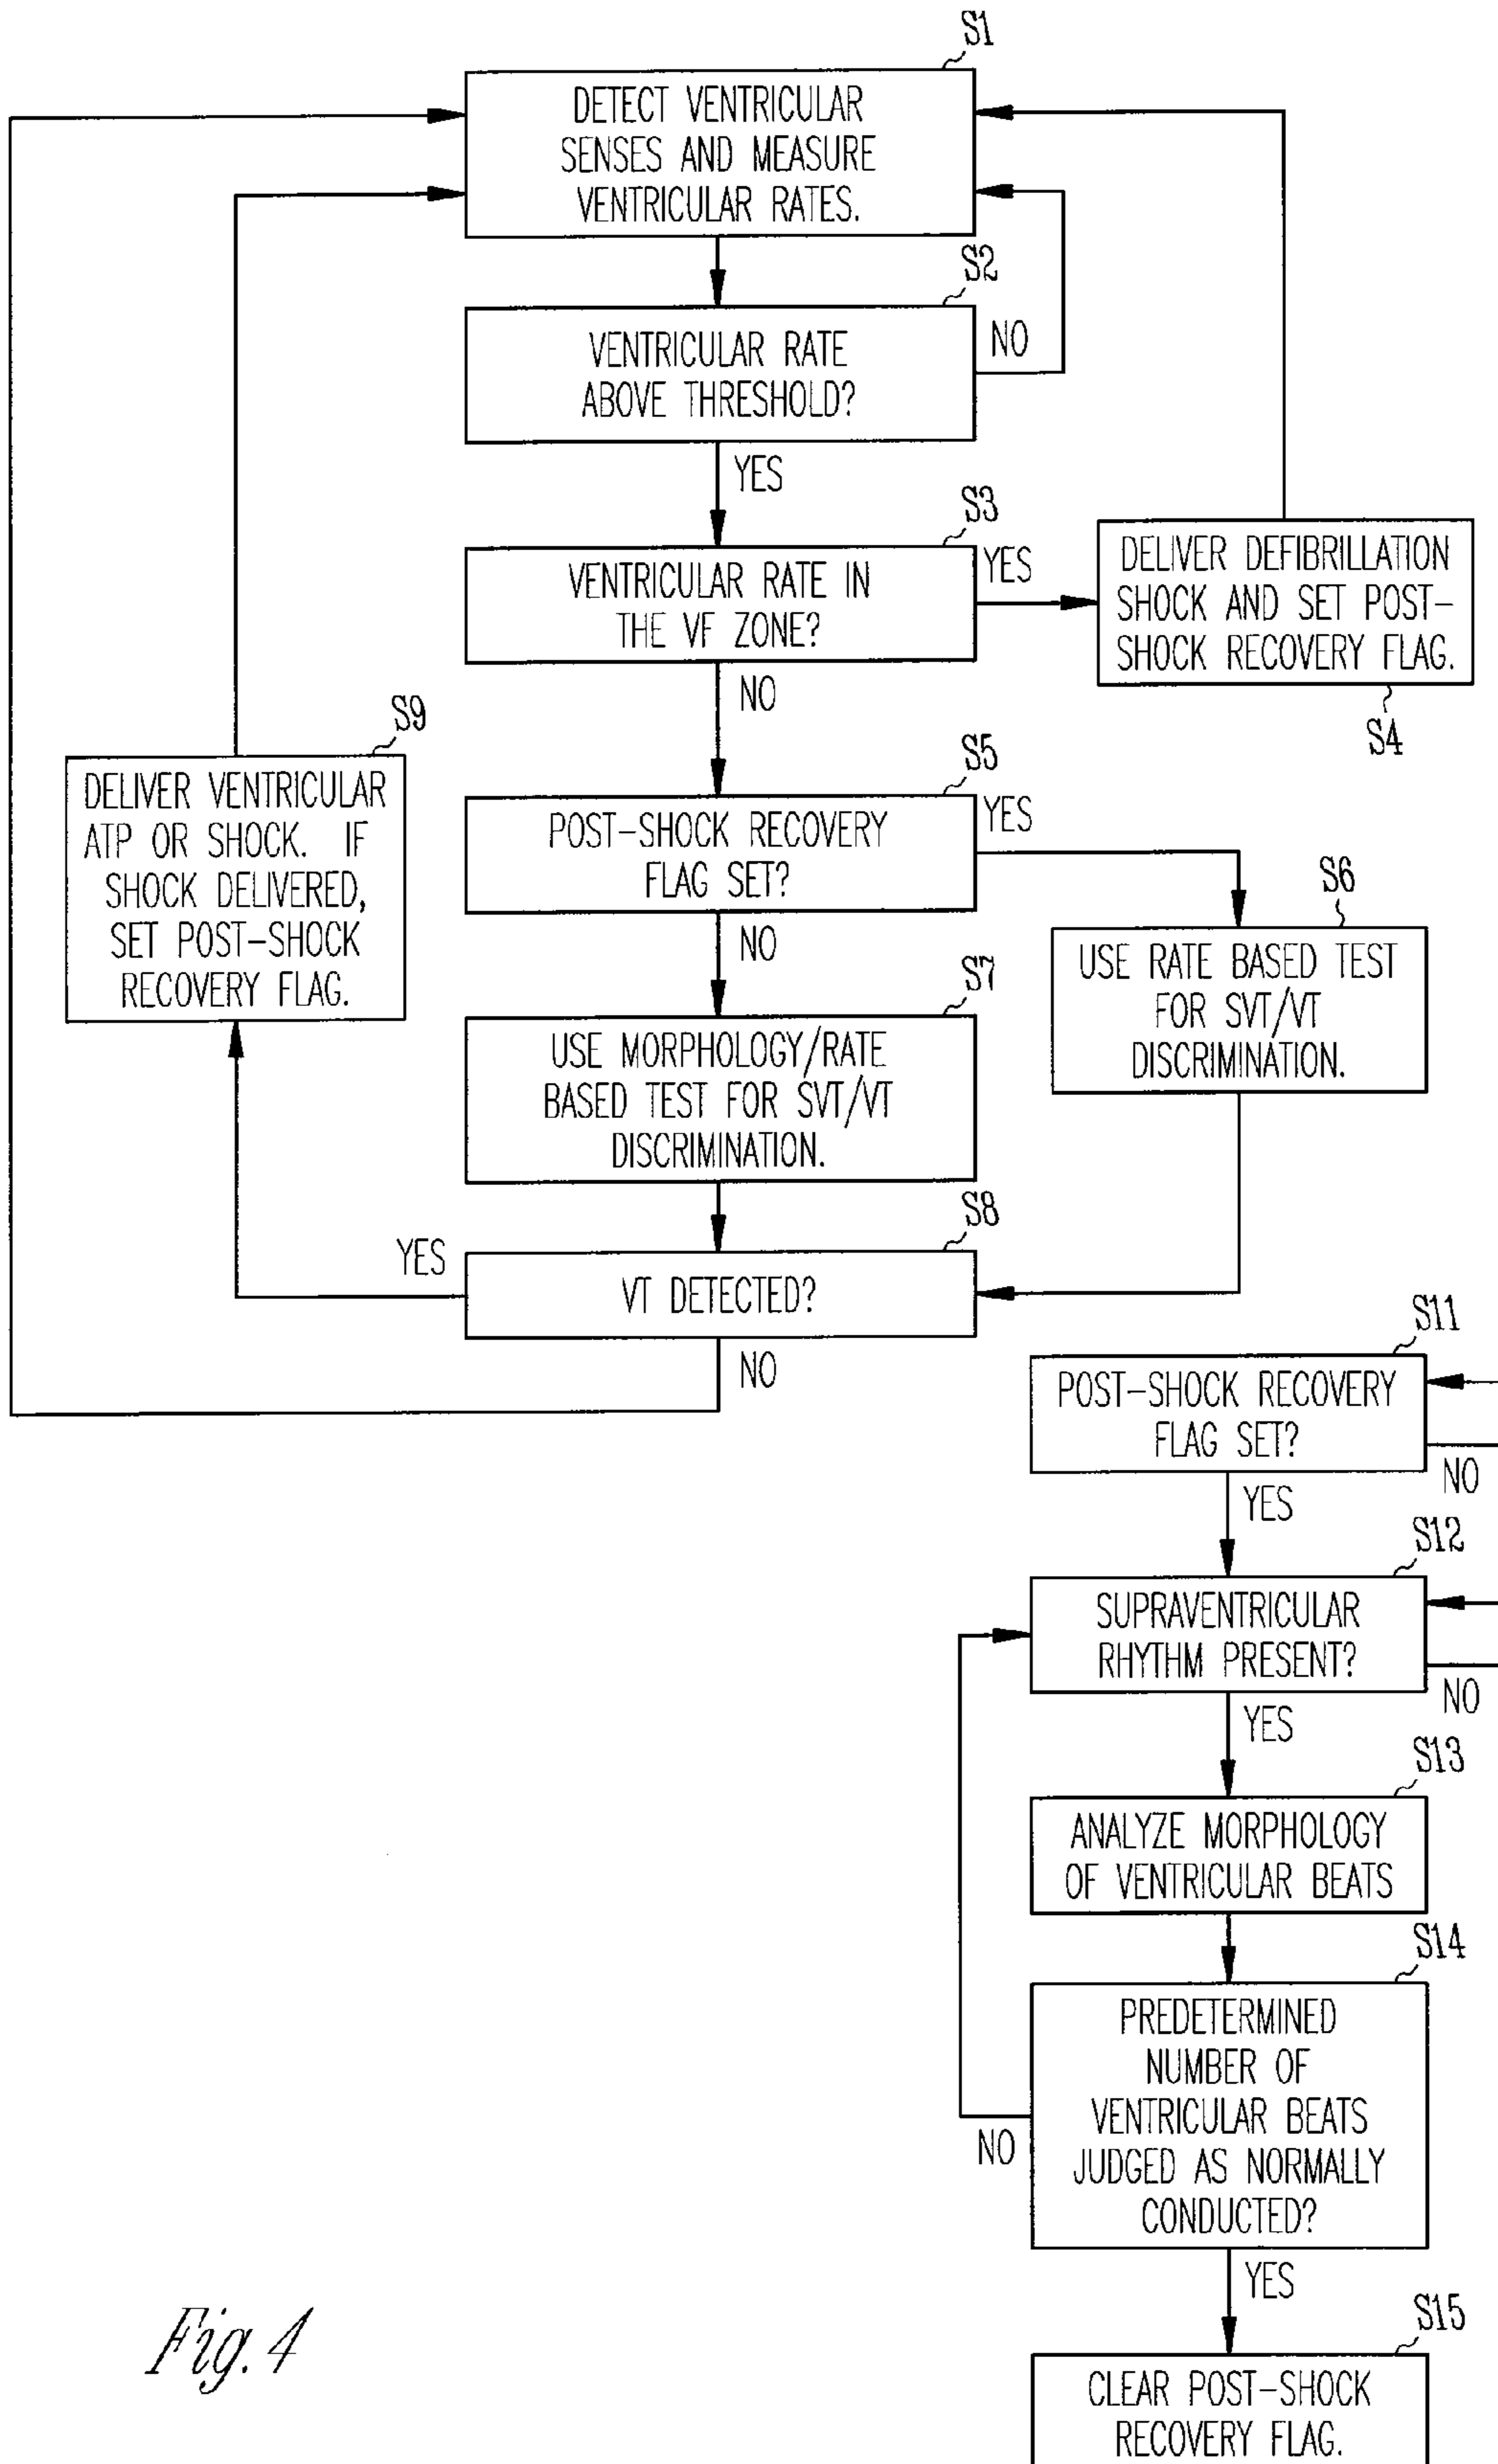 S1
DETECT VENTRICULAR
SENSES AND MEASURE
VENTRICULAR RATES.
S2
VENTRICULAR RATE
ABOVE THRESHOLD?
NO
YES
S3
VENTRICULAR RATE IN
THE VF ZONE?
YES
DELIVER DEFIBRILLATION
SHOCK AND SET POST-
SHOCK RECOVERY FLAG.
S4
NO
S9
DELIVER VENTRICULAR
ATP OR SHOCK. IF
SHOCK DELIVERED,
SET POST-SHOCK
RECOVERY FLAG.
S5
POST-SHOCK RECOVERY
FLAG SET?
YES
NO
S6
USE RATE BASED TEST
FOR SVT/VT
DISCRIMINATION.
S7
USE MORPHOLOGY/RATE
BASED TEST FOR SVT/VT
DISCRIMINATION.
S8
VT DETECTED?
YES
NO
S11
POST-SHOCK RECOVERY
FLAG SET?
NO
YES
S12
SUPRAVENTRICULAR
RHYTHM PRESENT?
NO
YES
S13
ANALYZE MORPHOLOGY
OF VENTRICULAR BEATS
S14
PREDETERMINED
NUMBER OF
VENTRICULAR BEATS
JUDGED AS NORMALLY
CONDUCTED?
NO
YES
S15
CLEAR POST-SHOCK
RECOVERY FLAG.
Fig. 4